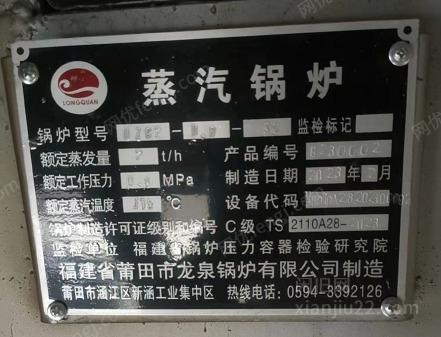 LONGQUAN
蒸汽锅炉
锅炉型号 监检标记
额定蒸发量 2 t/h 产品编号
额定工作压力 MPa 制造日期 2023年 月
额定蒸汽温度 ℃ 设备代码
锅炉制造许可证级别和编号 C级 TS 2110A28-
监检单位 福建省锅炉压力容器检验研究院
福建省莆田市龙泉锅炉有限公司制造
莆田市涵江区新涵工业集中区 热线电话:0594-3392126
xianjiu22.com